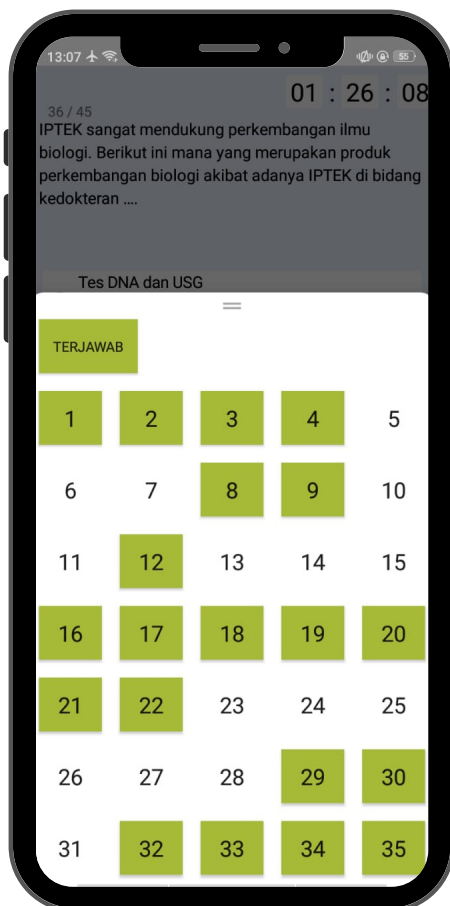 13:07
55
01 : 26 : 08
36 / 45
IPTEK sangat mendukung perkembangan ilmu
biologi. Berikut ini mana yang merupakan produk
perkembangan biologi akibat adanya IPTEK di bidang
kedokteran ....
Tes DNA dan USG
TERJAWAB
1 2 3 4 5
6 7 8 9 10
11 12 13 14 15
16 17 18 19 20
21 22 23 24 25
26 27 28 29 30
31 32 33 34 35